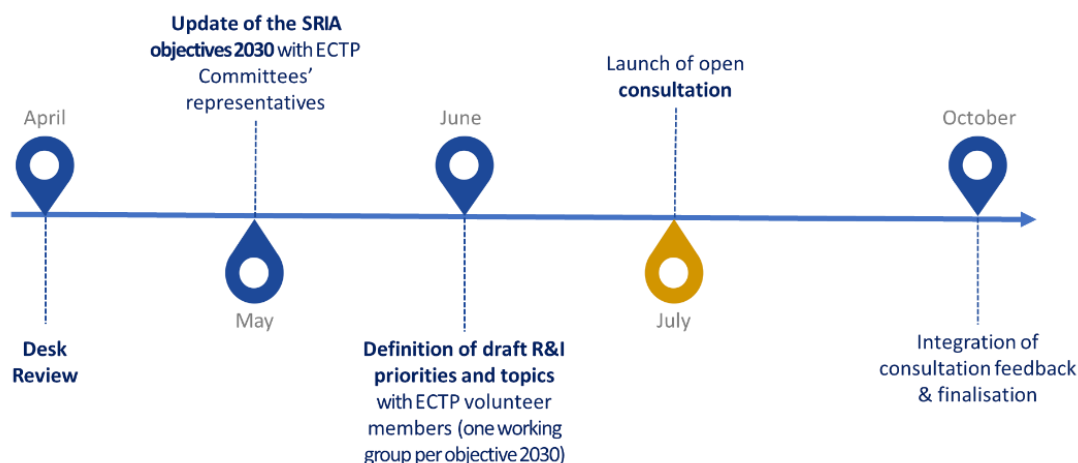 Update of the SRIA
objectives 2030 with ECTP
Committees'
representatives
Launch of open
consultation
April
June
October
May
July
Desk
Review
Definition of draft R&I
priorities and topics
with ECTP volunteer
members (one working
group per objective 2030)
Integration of
consultation feedback
& finalisation